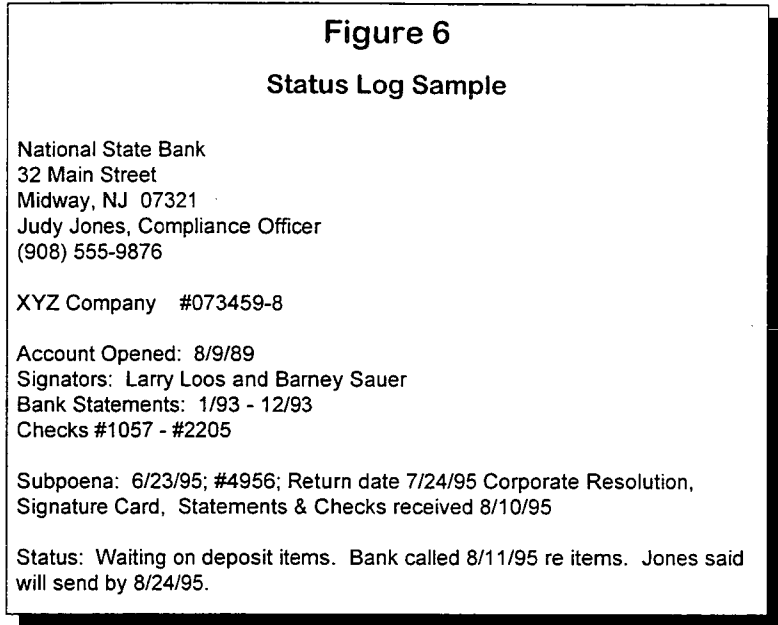 Figure 6
Status Log Sample
National State Bank
32 Main Street
Midway, NJ 07321
Judy Jones, Compliance Officer
(908) 555-9876
XYZ Company #073459-8
Account Opened: 8/9/89
Signators: Larry Loos and Barney Sauer
Bank Statements: 1/93 - 12/93
Checks #1057 - #2205
Subpoena: 6/23/95; #4956; Return date 7/24/95 Corporate Resolution,
Signature Card, Statements & Checks received 8/10/95
Status: Waiting on deposit items. Bank called 8/11/95 re items. Jones said
will send by 8/24/95.